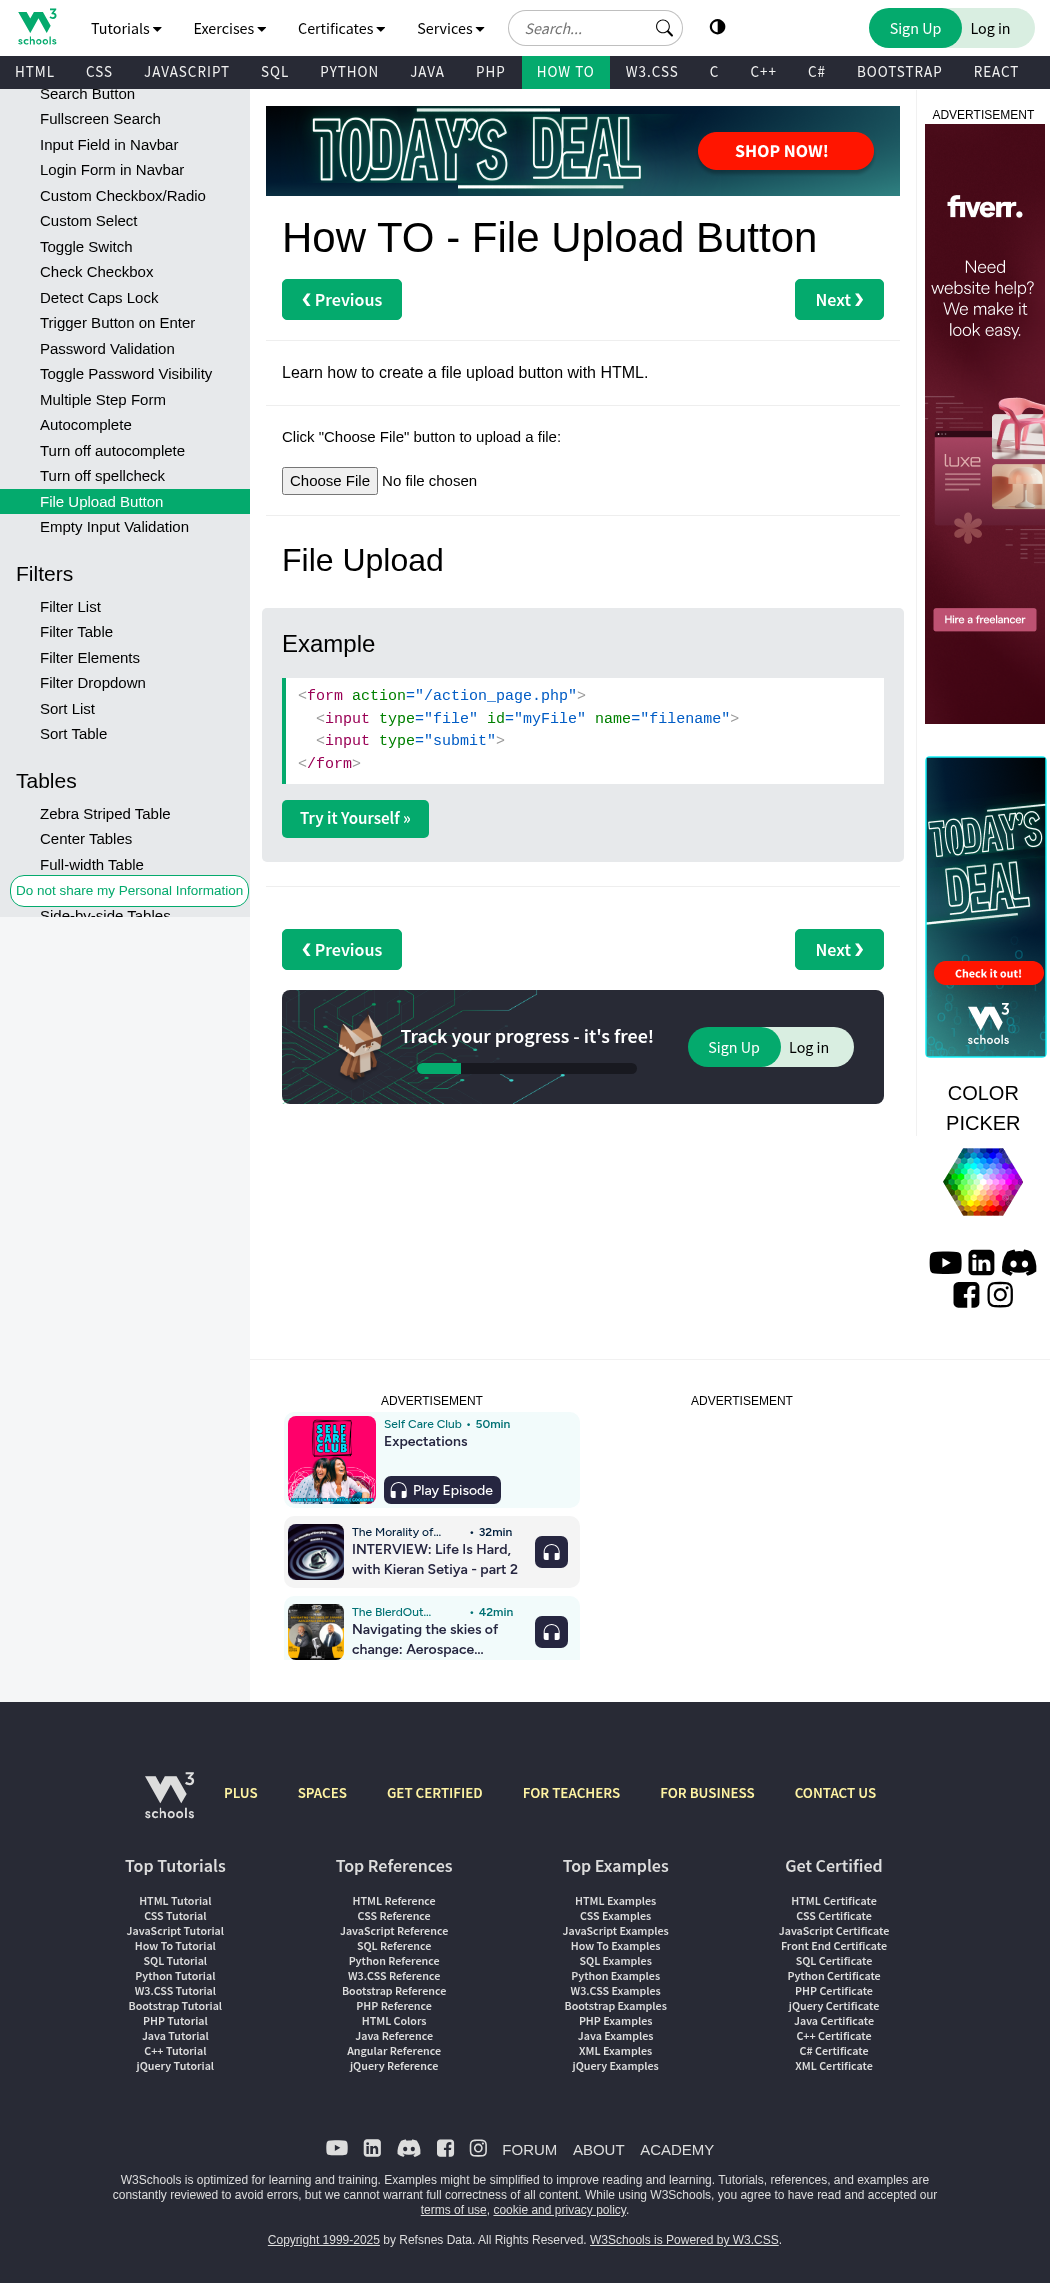 3
schools
Tutorials
Exercises
Certificates
Services
Search...
Sign Up
Log in
HTML
CSS
JAVASCRIPT
SQL
PYTHON
JAVA
PHP
HOW TO
W3.CSS
C
C++
C#
BOOTSTRAP
REACT
Search Button
Fullscreen Search
Input Field in Navbar
Login Form in Navbar
Custom Checkbox/Radio
Custom Select
Toggle Switch
Check Checkbox
Detect Caps Lock
Trigger Button on Enter
Password Validation
Toggle Password Visibility
Multiple Step Form
Autocomplete
Turn off autocomplete
Turn off spellcheck
File Upload Button
Empty Input Validation
Filters
Filter List
Filter Table
Filter Elements
Filter Dropdown
Sort List
Sort Table
Tables
Zebra Striped Table
Center Tables
Full-width Table
Do not share my Personal Information
Side-by-side Tables
TODAY'S DEAL
SHOP NOW!
How TO - File Upload Button
❮ Previous
Next ❯
Learn how to create a file upload button with HTML.
Click "Choose File" button to upload a file:
Choose File No file chosen
File Upload
Example
<form action="/action_page.php">
  <input type="file" id="myFile" name="filename">
  <input type="submit">
</form>
Try it Yourself »
❮ Previous
Next ❯
Track your progress - it's free!
Sign Up
Log in
ADVERTISEMENT
fiverr.
Need
website help?
We make it
look easy.
luxe
Hire a freelancer
TODAY'S
DEAL
Check it out!
3
schools
COLOR
PICKER
ADVERTISEMENT
SELF
CARE
CLUB
Self Care Club • 50min
Expectations
Play Episode
The Morality of... • 32min
INTERVIEW: Life Is Hard,
with Kieran Setiya - part 2
The BlerdOut... • 42min
Navigating the skies of
change: Aerospace...
ADVERTISEMENT
3
schools
PLUS
SPACES
GET CERTIFIED
FOR TEACHERS
FOR BUSINESS
CONTACT US
Top Tutorials
HTML Tutorial
CSS Tutorial
JavaScript Tutorial
How To Tutorial
SQL Tutorial
Python Tutorial
W3.CSS Tutorial
Bootstrap Tutorial
PHP Tutorial
Java Tutorial
C++ Tutorial
jQuery Tutorial
Top References
HTML Reference
CSS Reference
JavaScript Reference
SQL Reference
Python Reference
W3.CSS Reference
Bootstrap Reference
PHP Reference
HTML Colors
Java Reference
Angular Reference
jQuery Reference
Top Examples
HTML Examples
CSS Examples
JavaScript Examples
How To Examples
SQL Examples
Python Examples
W3.CSS Examples
Bootstrap Examples
PHP Examples
Java Examples
XML Examples
jQuery Examples
Get Certified
HTML Certificate
CSS Certificate
JavaScript Certificate
Front End Certificate
SQL Certificate
Python Certificate
PHP Certificate
jQuery Certificate
Java Certificate
C++ Certificate
C# Certificate
XML Certificate
FORUM
ABOUT
ACADEMY
W3Schools is optimized for learning and training. Examples might be simplified to improve reading and learning. Tutorials, references, and examples are
constantly reviewed to avoid errors, but we cannot warrant full correctness of all content. While using W3Schools, you agree to have read and accepted our
terms of use, cookie and privacy policy.
Copyright 1999-2025 by Refsnes Data. All Rights Reserved. W3Schools is Powered by W3.CSS.